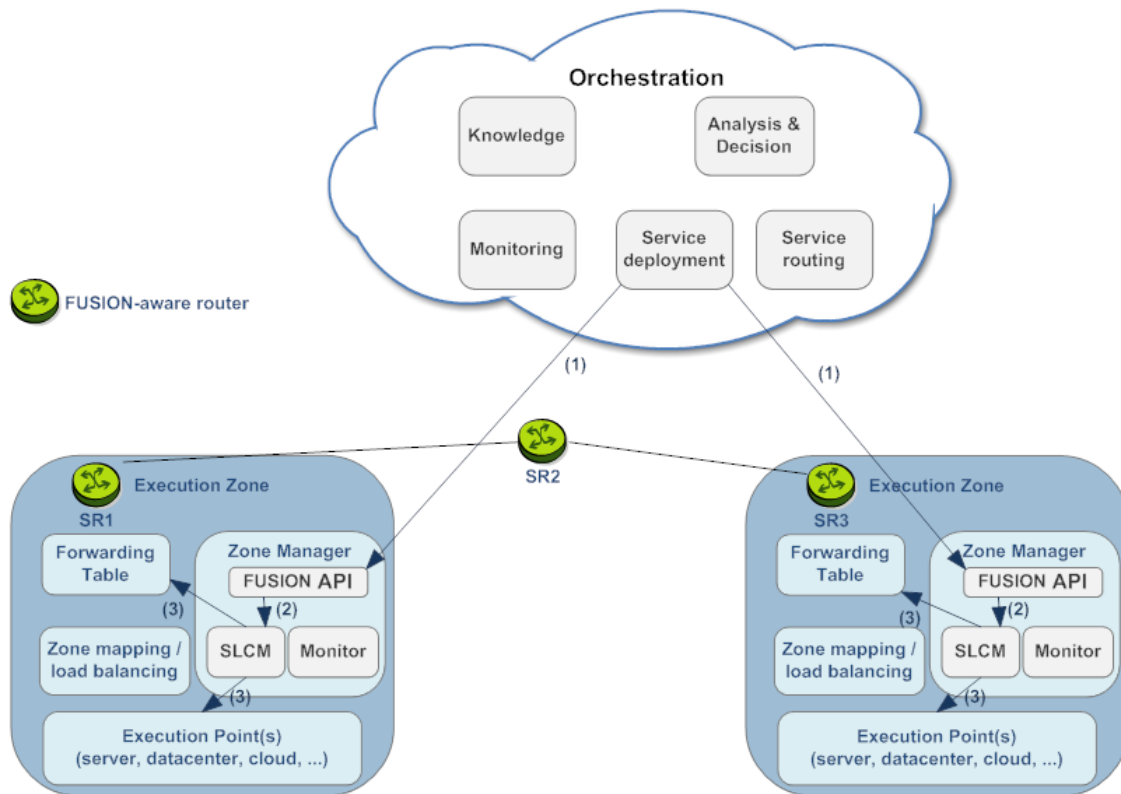 Orchestration
Knowledge
Analysis &
Decision
Monitoring
Service
deployment
Service
routing
FUSION-aware router
(1)
(1)
SR2
Execution Zone
SR1
Forwarding
Table
Zone Manager
FUSION API
(2)
(3)
Zone mapping /
load balancing
SLCM
Monitor
(3)
Execution Point(s)
(server, datacenter, cloud, ...)
Execution Zone
SR3
Forwarding
Table
Zone Manager
FUSION API
(2)
(3)
Zone mapping /
load balancing
SLCM
Monitor
(3)
Execution Point(s)
(server, datacenter, cloud, ...)